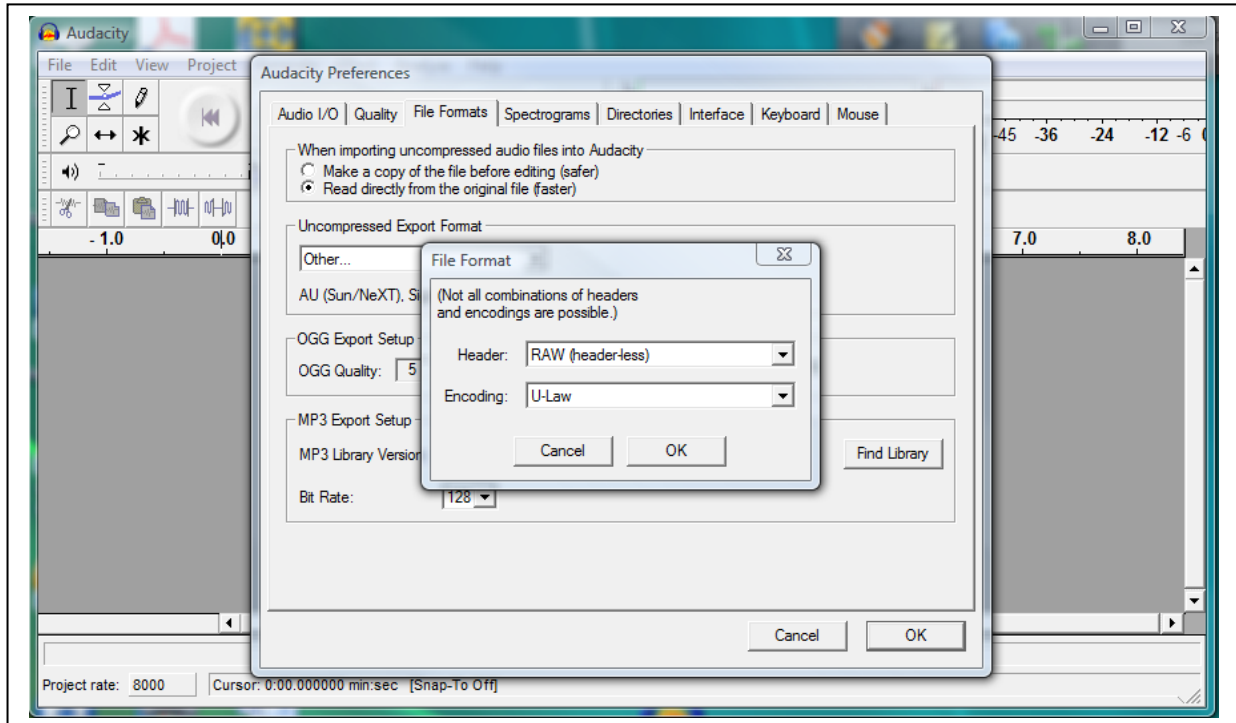 Audacity
File Edit View Project
Audacity Preferences
Audio I/O Quality File Formats Spectrograms Directories Interface Keyboard Mouse
-45 -36 -24 -12 -6 0
When importing uncompressed audio files into Audacity
Make a copy of the file before editing (safer)
Read directly from the original file (faster)
Uncompressed Export Format
- 1.0 0.0 7.0 8.0
Other...
AU (Sun/NeXT),
File Format
(Not all combinations of headers
and encodings are possible.)
Header: RAW (header-less)
Encoding: U-Law
Cancel OK
OGG Export Setup
OGG Quality: 5
MP3 Export Setup
MP3 Library Version
Find Library
Bit Rate: 128
Cancel OK
Project rate: 8000 Cursor: 0:00.000000 min:sec [Snap-To Off]